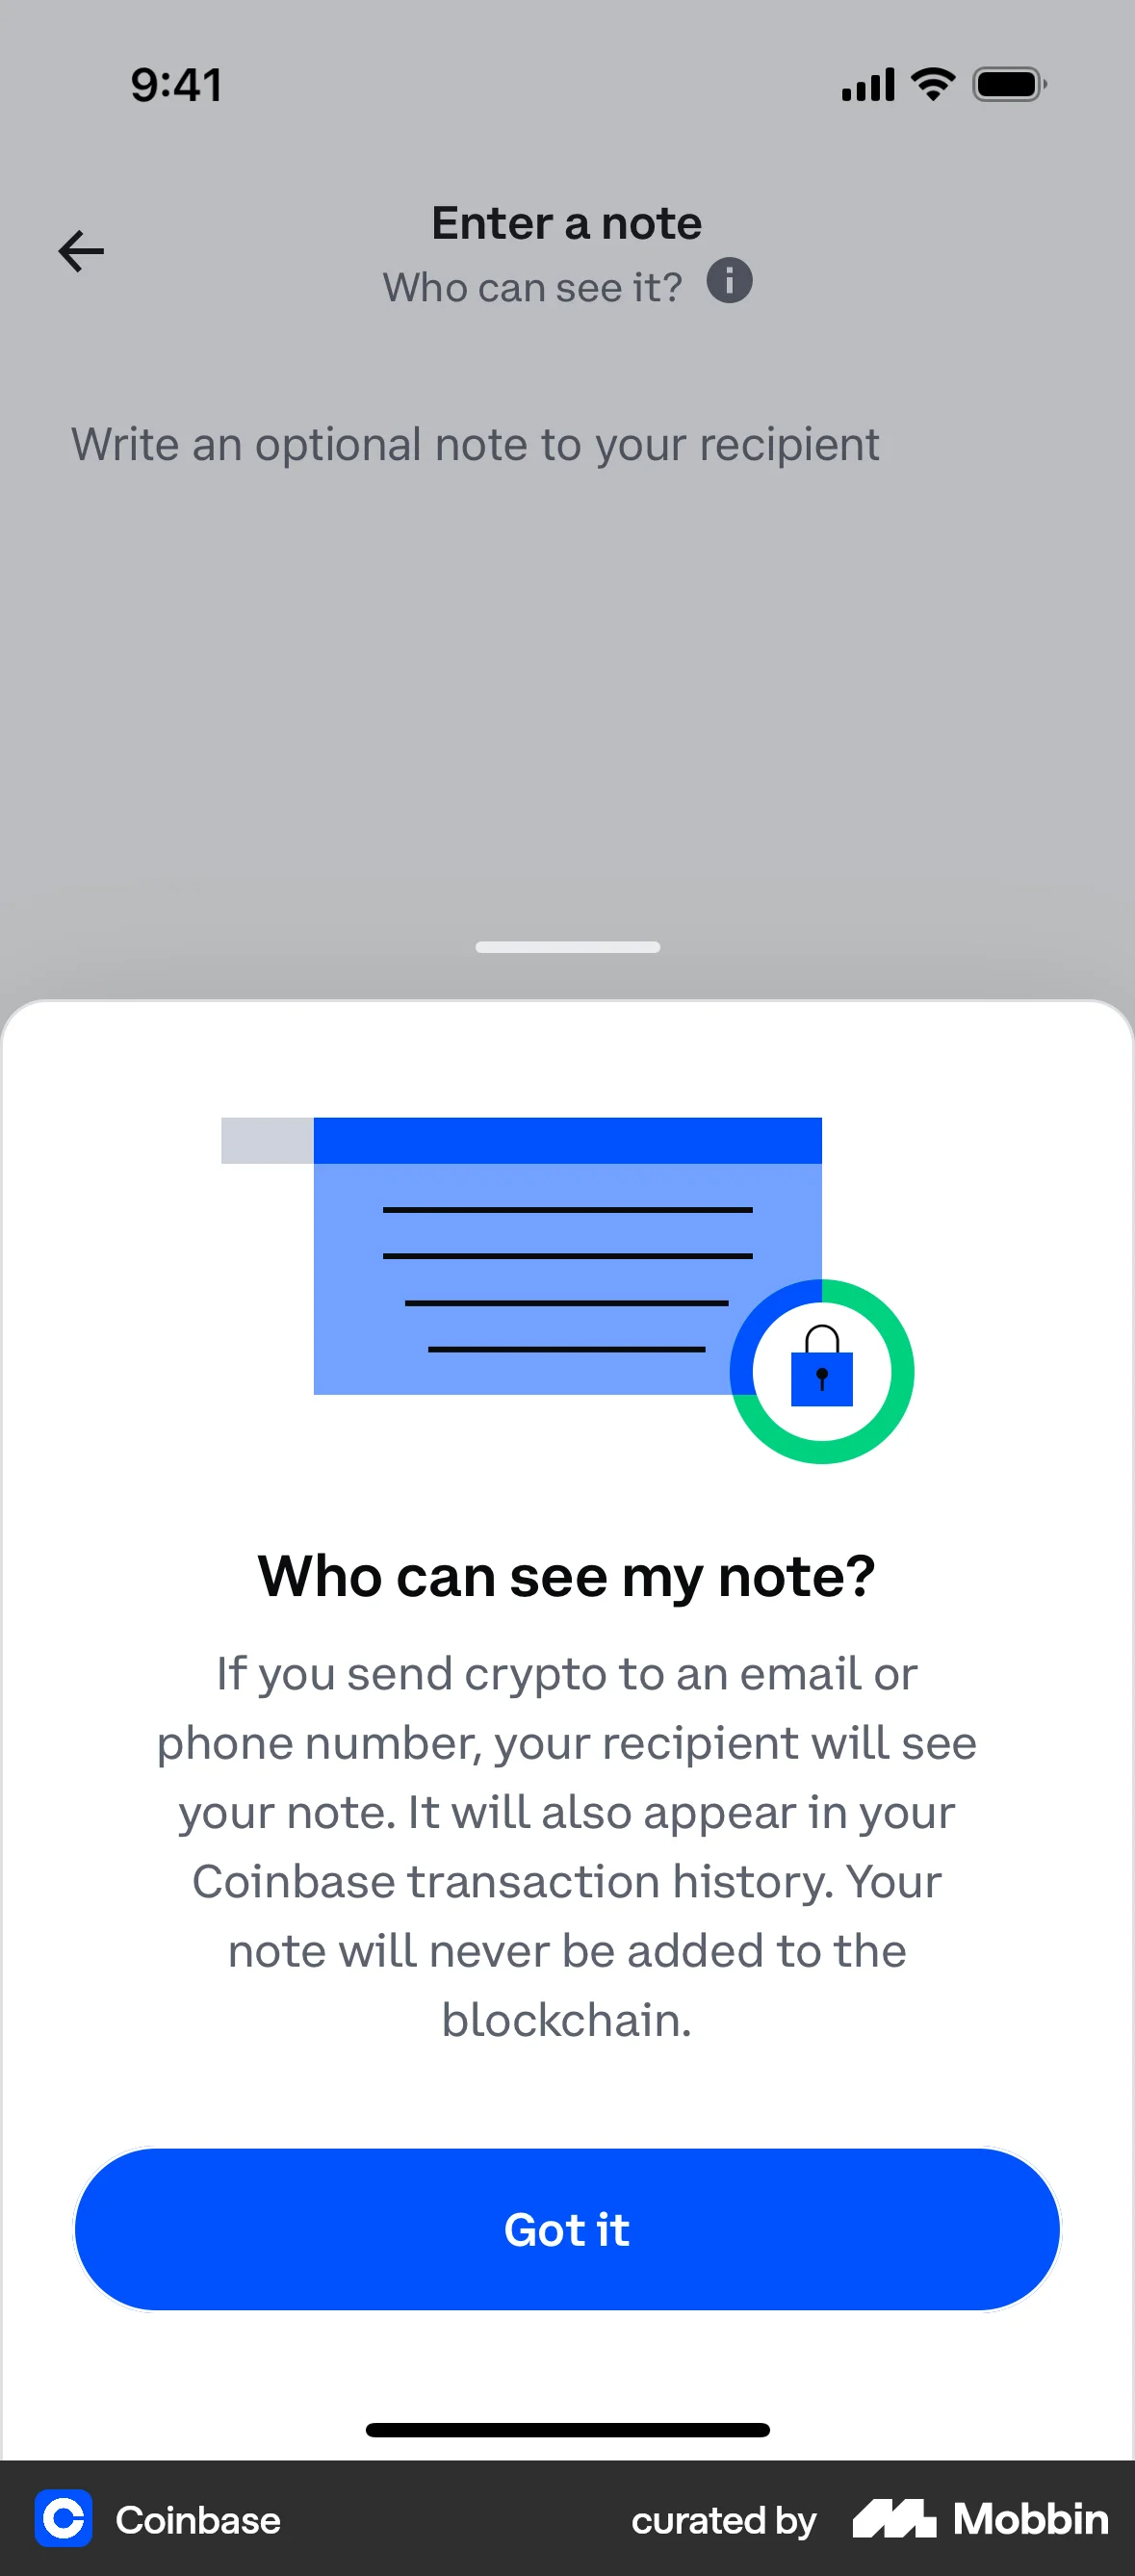 9:41
Enter a note
Who can see it?
Write an optional note to your recipient
Who can see my note?
If you send crypto to an email or
phone number, your recipient will see
your note. It will also appear in your
Coinbase transaction history. Your
note will never be added to the
blockchain.
Got it
Coinbase
curated by Mobbin